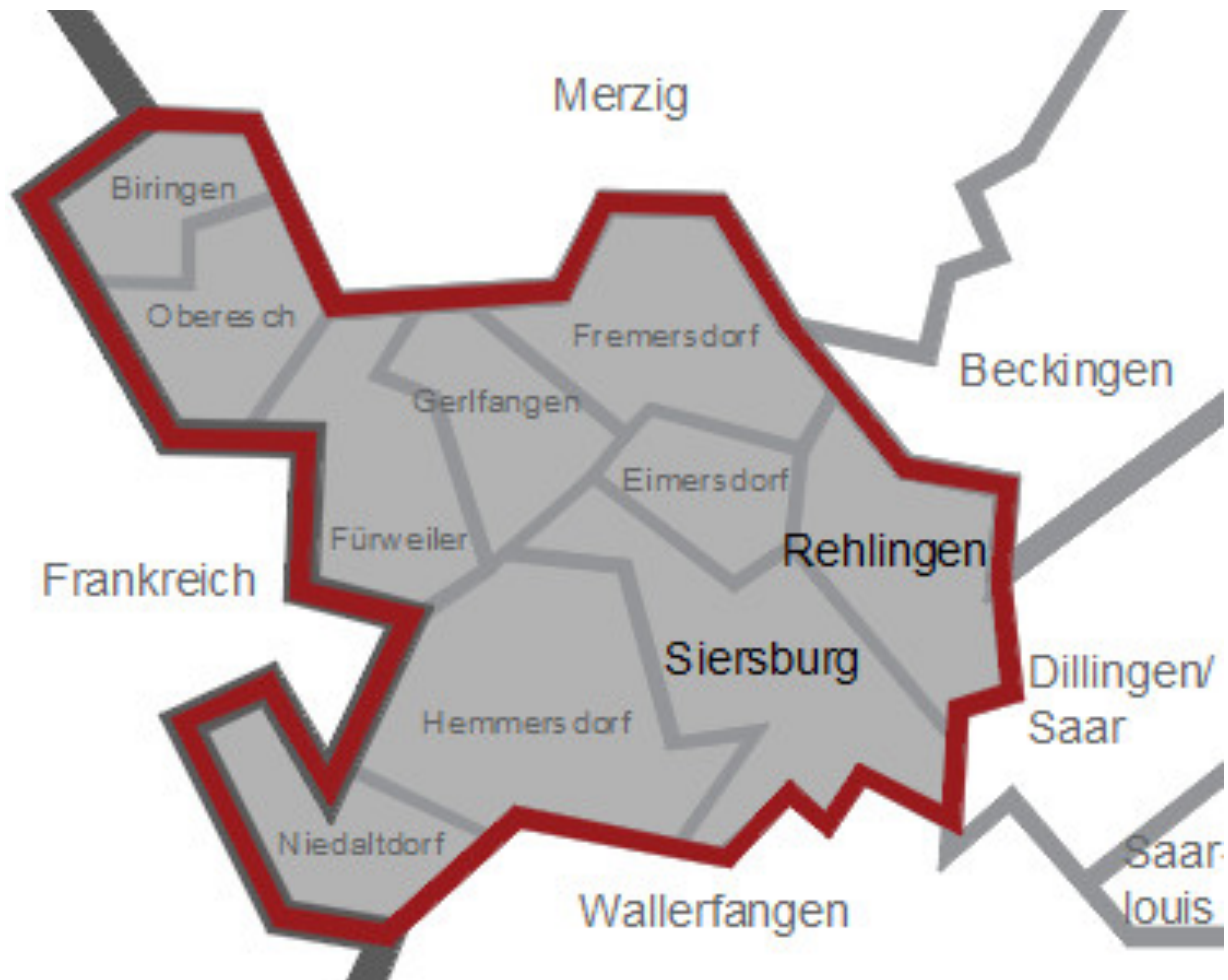 Merzig
Biringen
Oberesch
Fremersdorf
Beckingen
Gerlfangen
Eimersdorf
Fürweiler
Rehlingen
Frankreich
Siersburg
Dillingen/
Saar
Hemmersdorf
Niedaltdorf
Saar-
louis
Wallerfangen